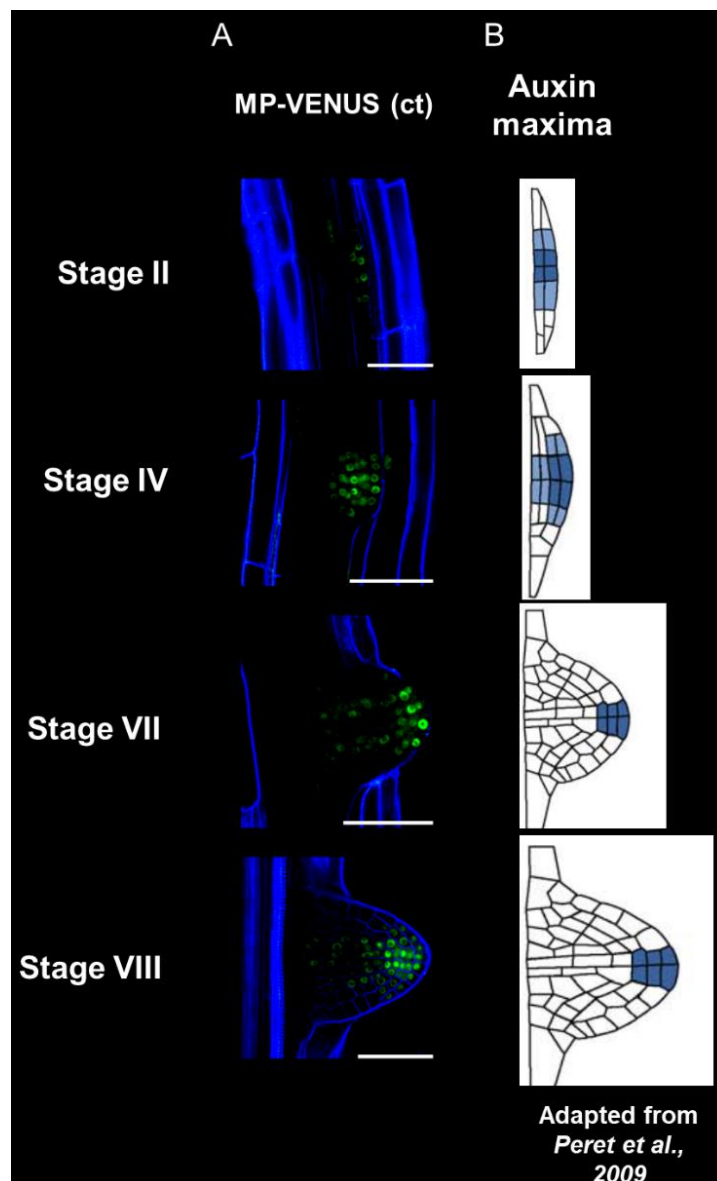 A
B
MP-VENUS (ct)
Auxin
maxima
Stage II
Stage IV
Stage VII
Stage VIII
Adapted from
Peret et al.,
2009